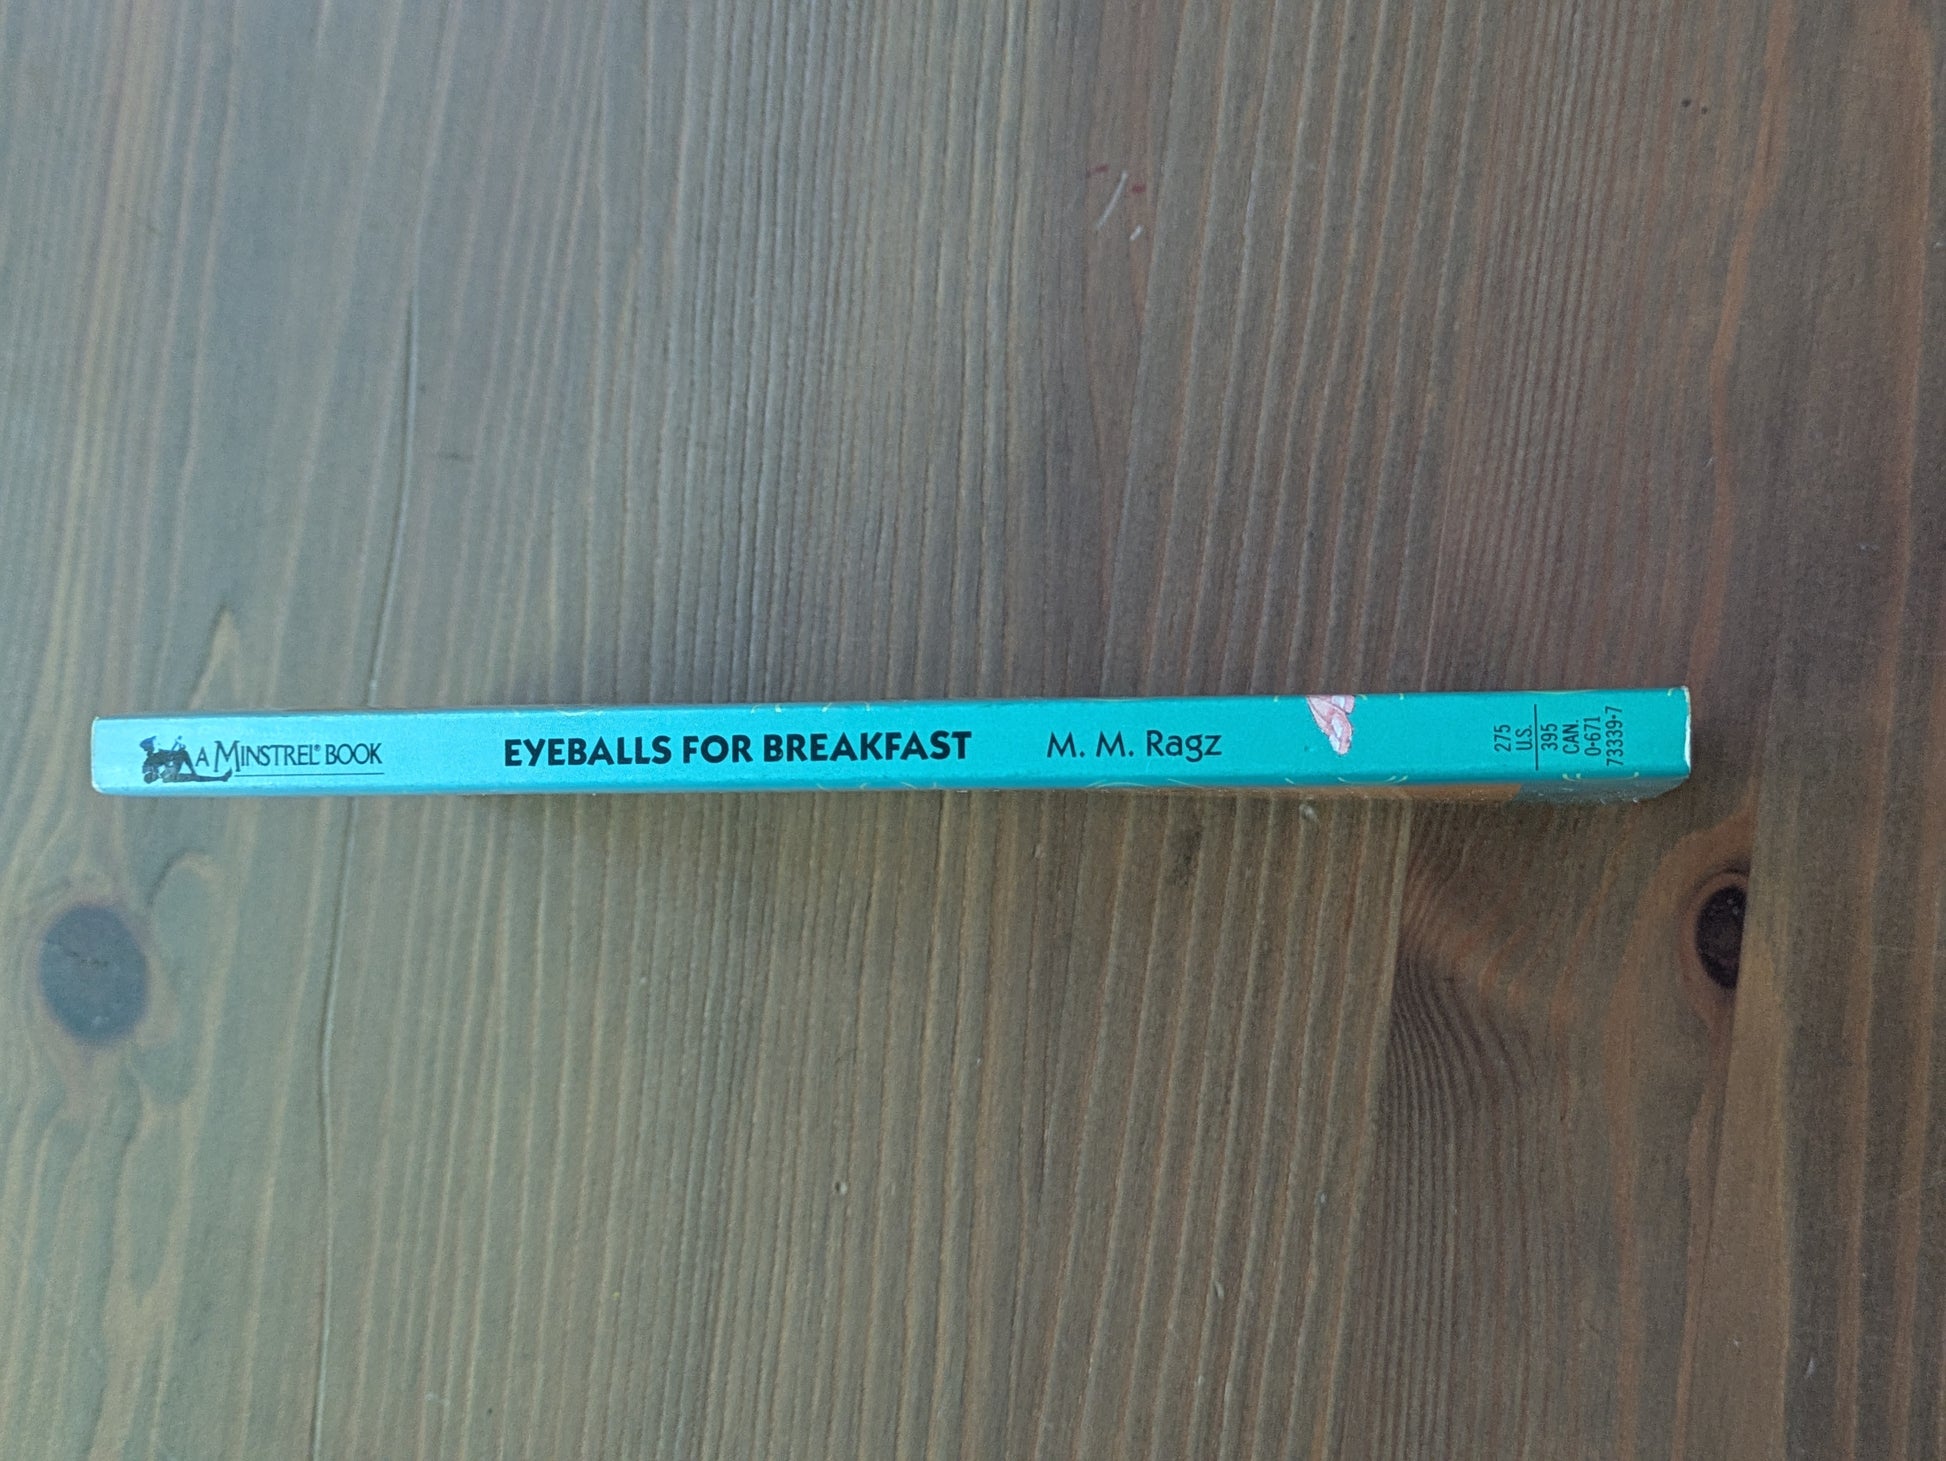 A MINSTREL® BOOK
EYEBALLS FOR BREAKFAST
M. M. Ragz
275
U.S.
395
CAN.
0-671
73339-7